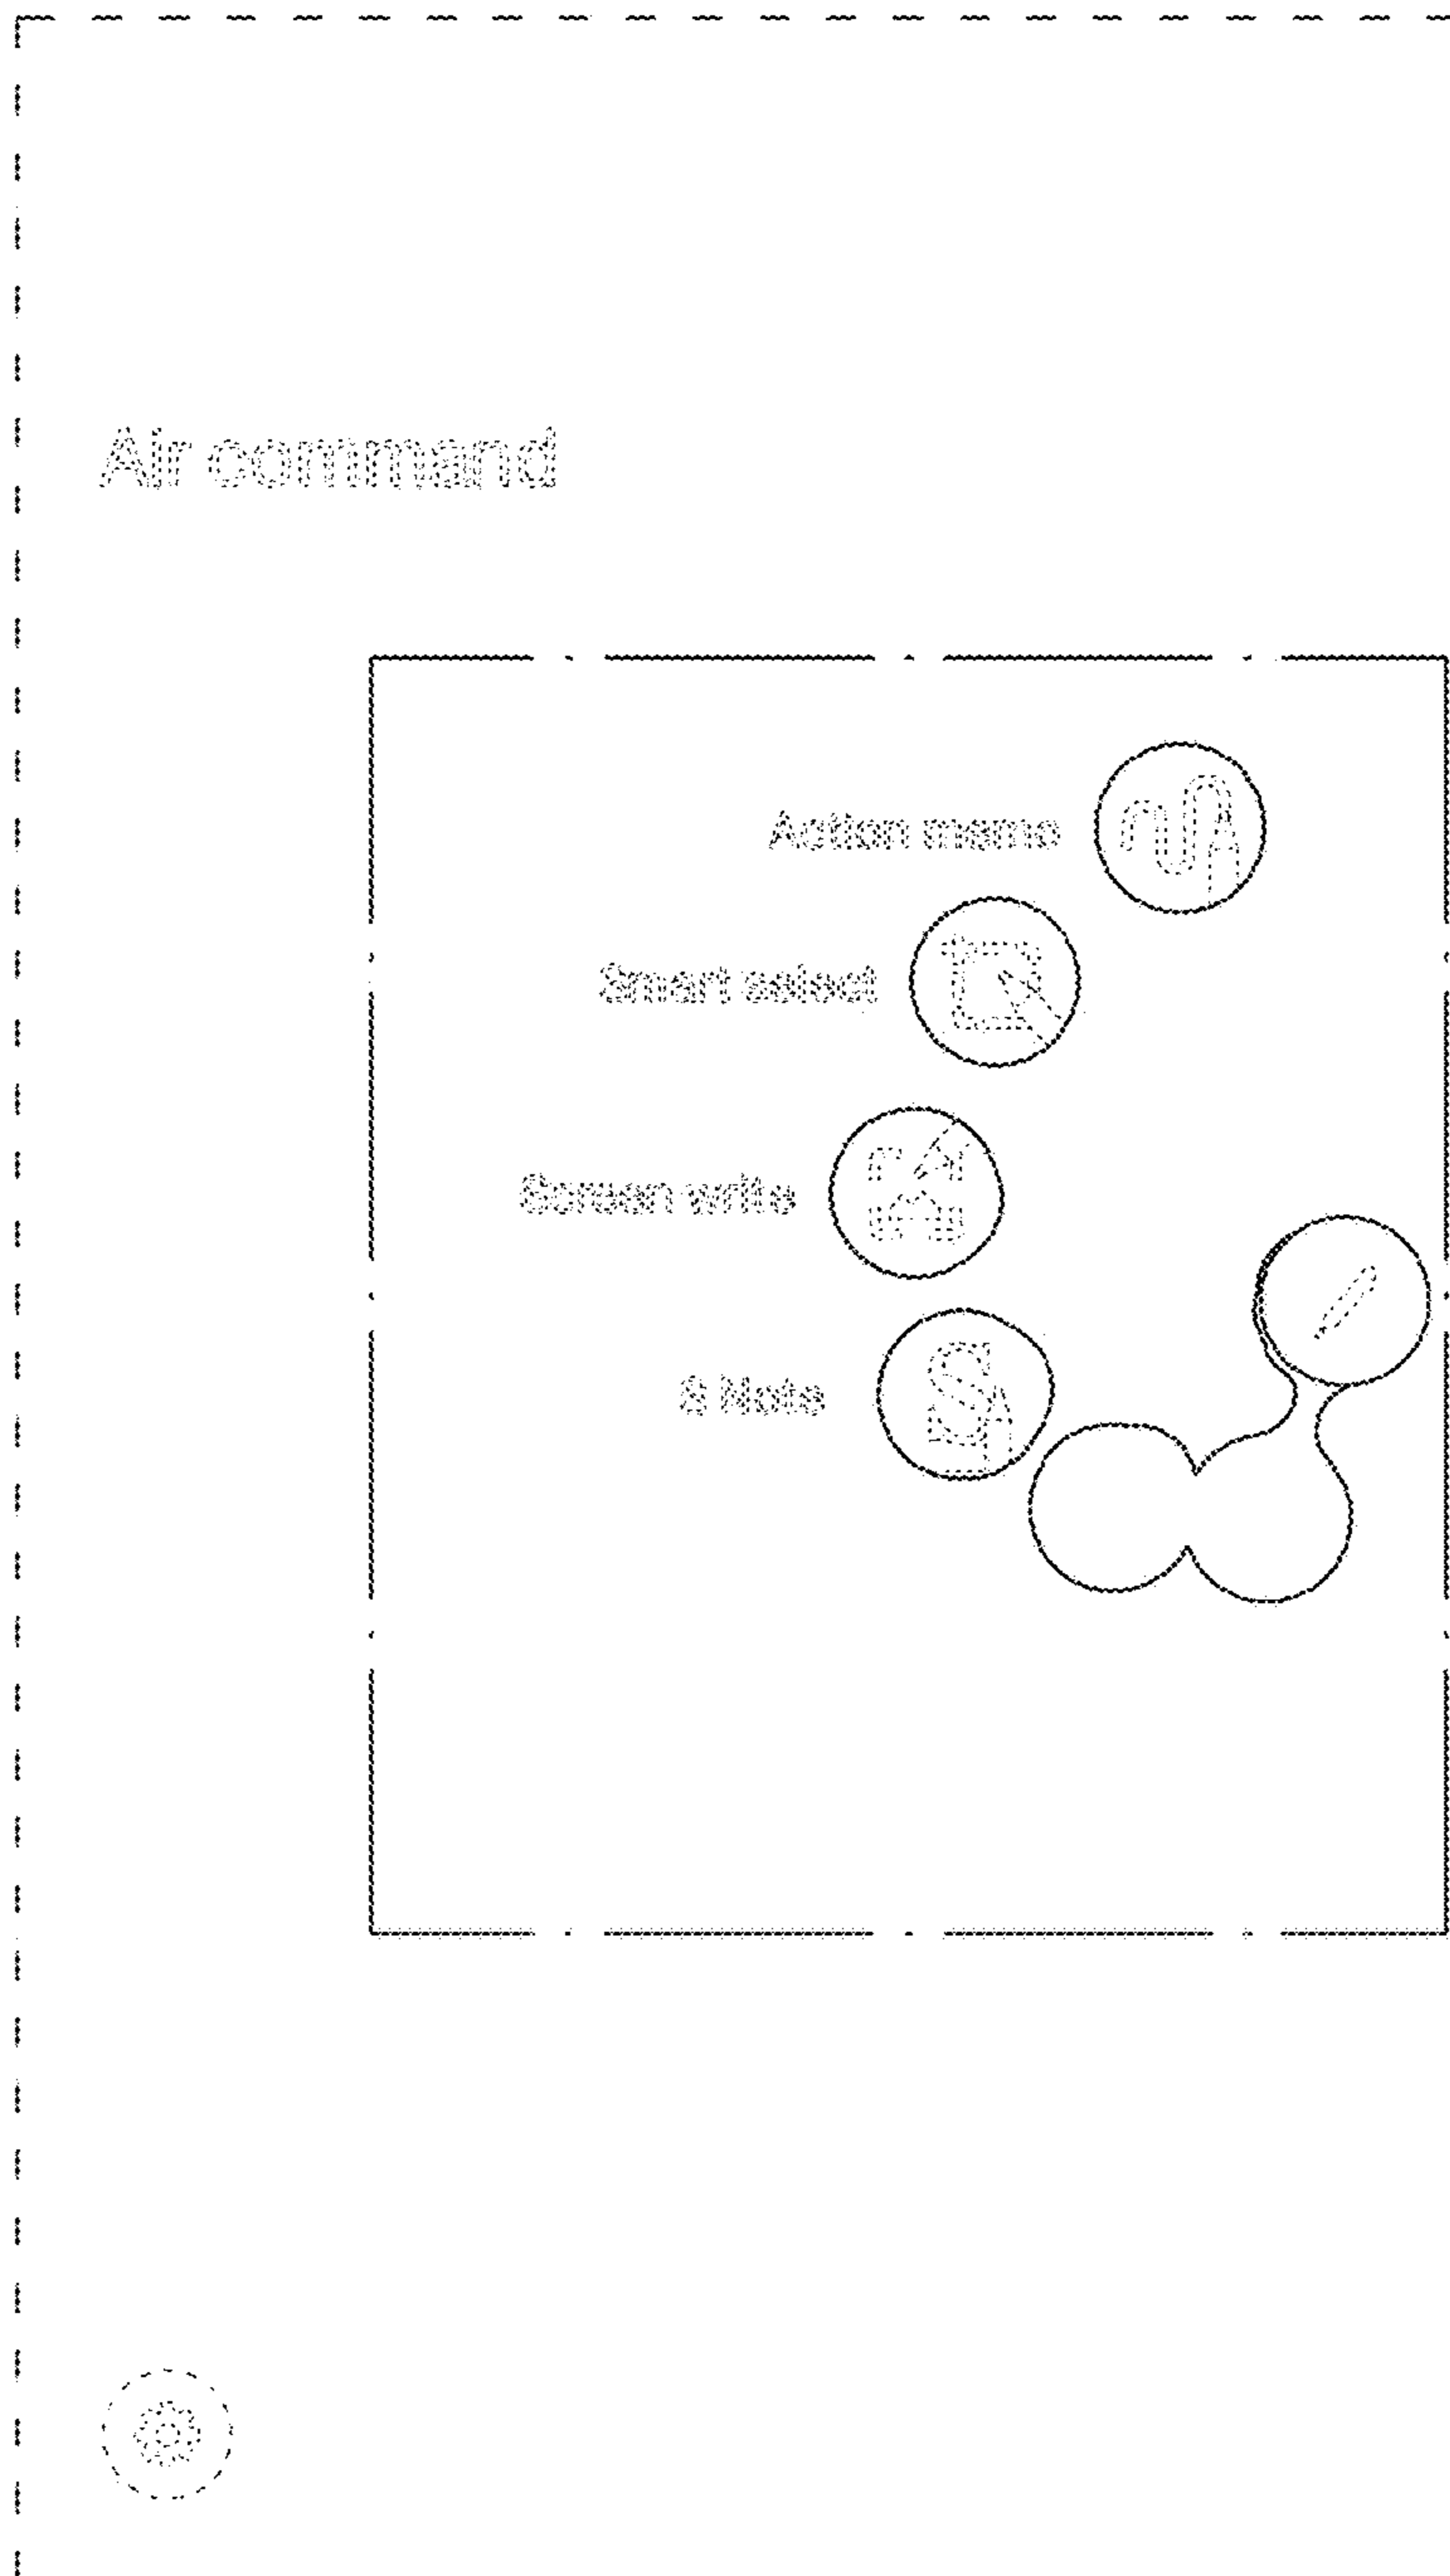 Air command
Action memo
Smart select
Screen write
S Note